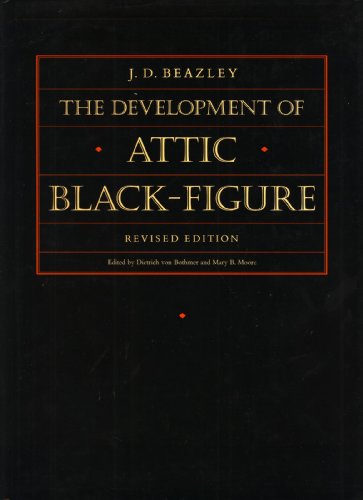 J. D. BEAZLEY
THE DEVELOPMENT OF
ATTIC
BLACK-FIGURE
REVISED EDITION
Edited by Dietrich von Bothmer and Mary B. Moore